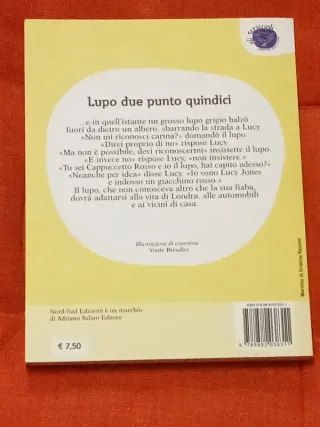 gl'istrici
Lupo due punto quindici
...e in quell'istante un grosso lupo grigio balzò
fuori da dietro un albero, sbarrando la strada a Lucy.
«Non mi riconosci carina?» domandò il lupo.
«Direi proprio di no» rispose Lucy.
«Ma non è possibile, devi riconoscermi» insistette il lupo.
«E invece no» rispose Lucy, «non insistere.»
«Tu sei Cappuccetto Rosso e io il lupo, hai capito adesso?»
«Neanche per idea» disse Lucy. «Io sono Lucy Jones
e indosso un giacchino rosso.»
Il lupo, che non conosceva altro che la sua fiaba,
dovrà adattarsi alla vita di Londra, alle automobili
e ai vicini di casa.
Illustrazione di copertina
Yvette Bresalles
Nord-Sud Edizioni è un marchio
di Adriano Salani Editore
€ 7,50